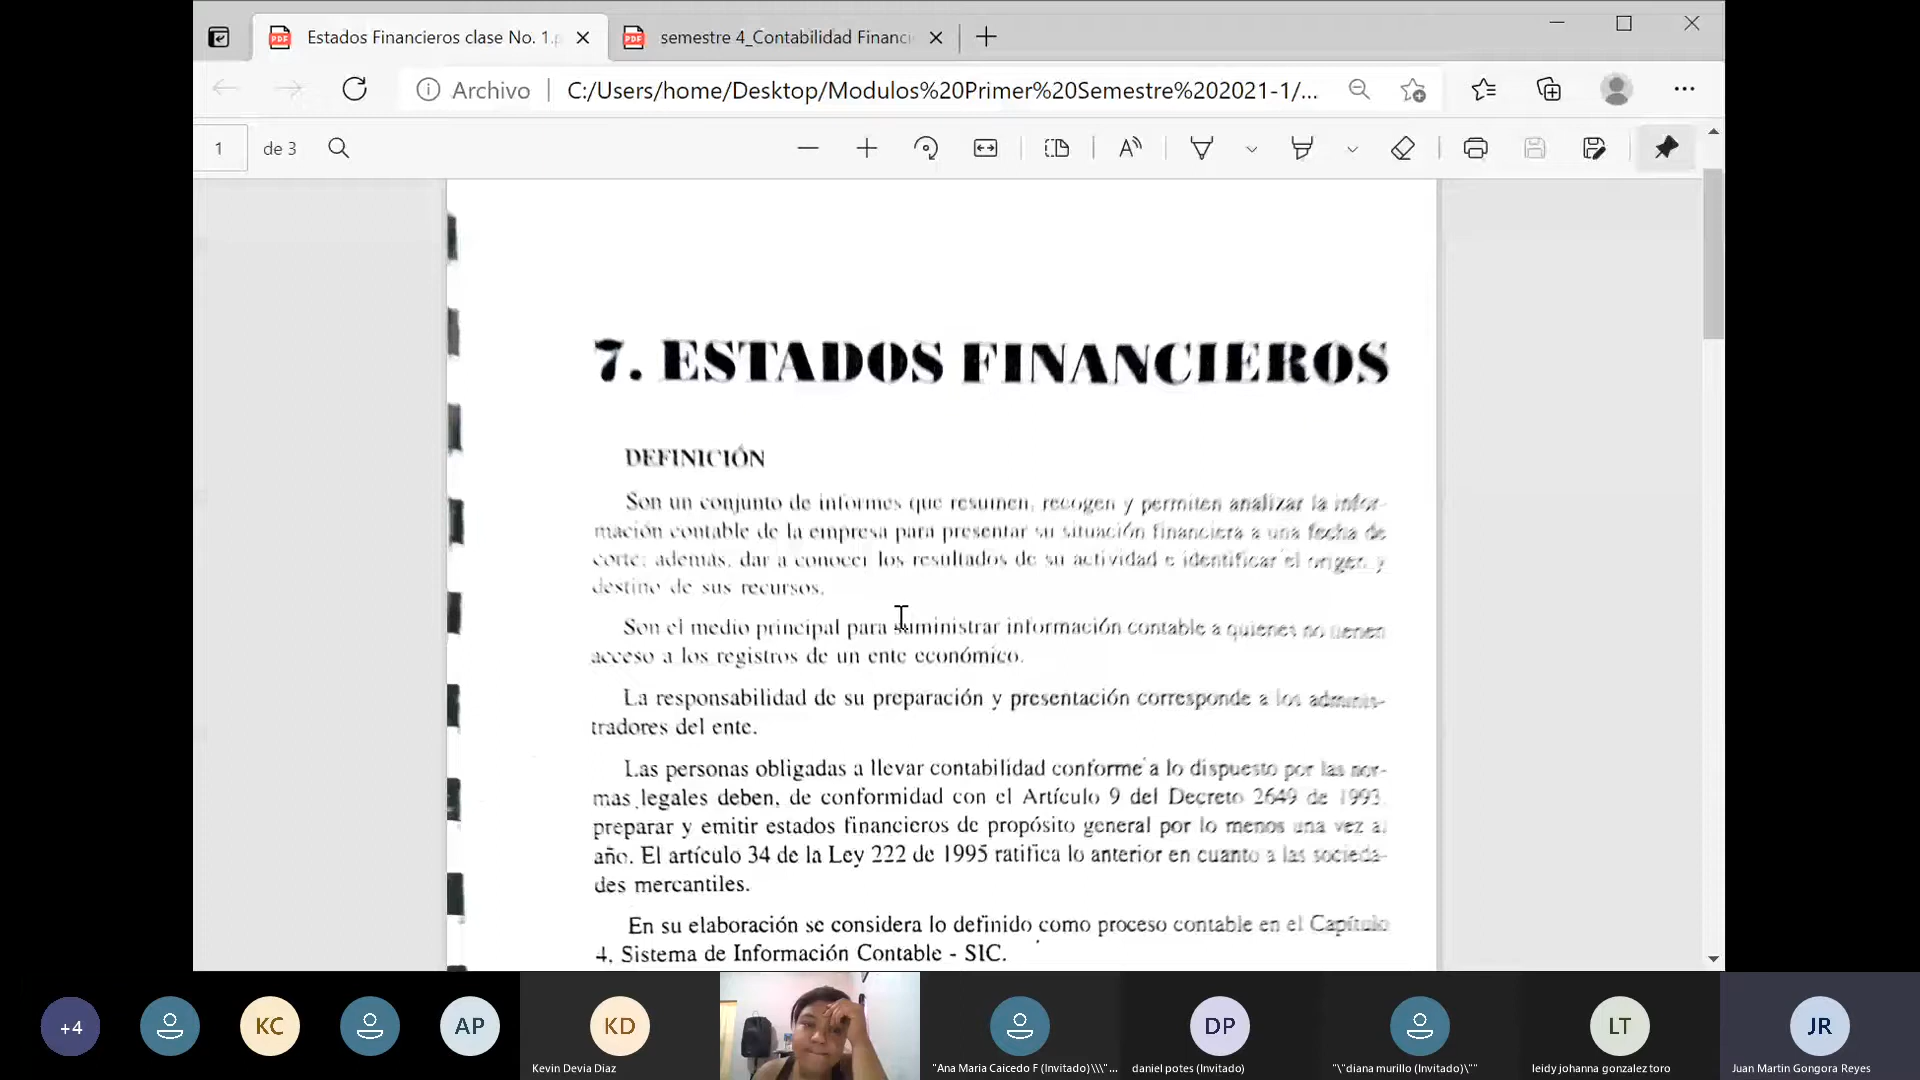 Estados Financieros clase No. 1.p
semestre 4_Contabilidad Financi
Archivo
C:/Users/home/Desktop/Modulos%20Primer%20Semestre%202021-1/...
1 de 3
7. ESTADOS FINANCIEROS
DEFINICIÓN
Son un conjunto de informes que resumen, recogen y permiten analizar la infor-
mación contable de la empresa para presentar su situación financiera a una fecha de
corte; además, dar a conocer los resultados de su actividad e identificar el origen y
destino de sus recursos.
Son el medio principal para suministrar información contable a quienes no tienen
acceso a los registros de un ente económico.
La responsabilidad de su preparación y presentación corresponde a los adminis-
tradores del ente.
Las personas obligadas a llevar contabilidad conforme a lo dispuesto por las nor-
mas legales deben, de conformidad con el Artículo 9 del Decreto 2649 de 1993,
preparar y emitir estados financieros de propósito general por lo menos una vez al
año. El artículo 34 de la Ley 222 de 1995 ratifica lo anterior en cuanto a las socieda-
des mercantiles.
En su elaboración se considera lo definido como proceso contable en el Capítulo
4. Sistema de Información Contable - SIC.
+4
KC
AP
KD
DP
LT
JR
Kevin Devia Diaz
"Ana Maria Caicedo F (Invitado)\\\"...
daniel potes (Invitado)
"\"diana murillo (Invitado)\""
leidy johanna gonzalez toro
Juan Martin Gongora Reyes